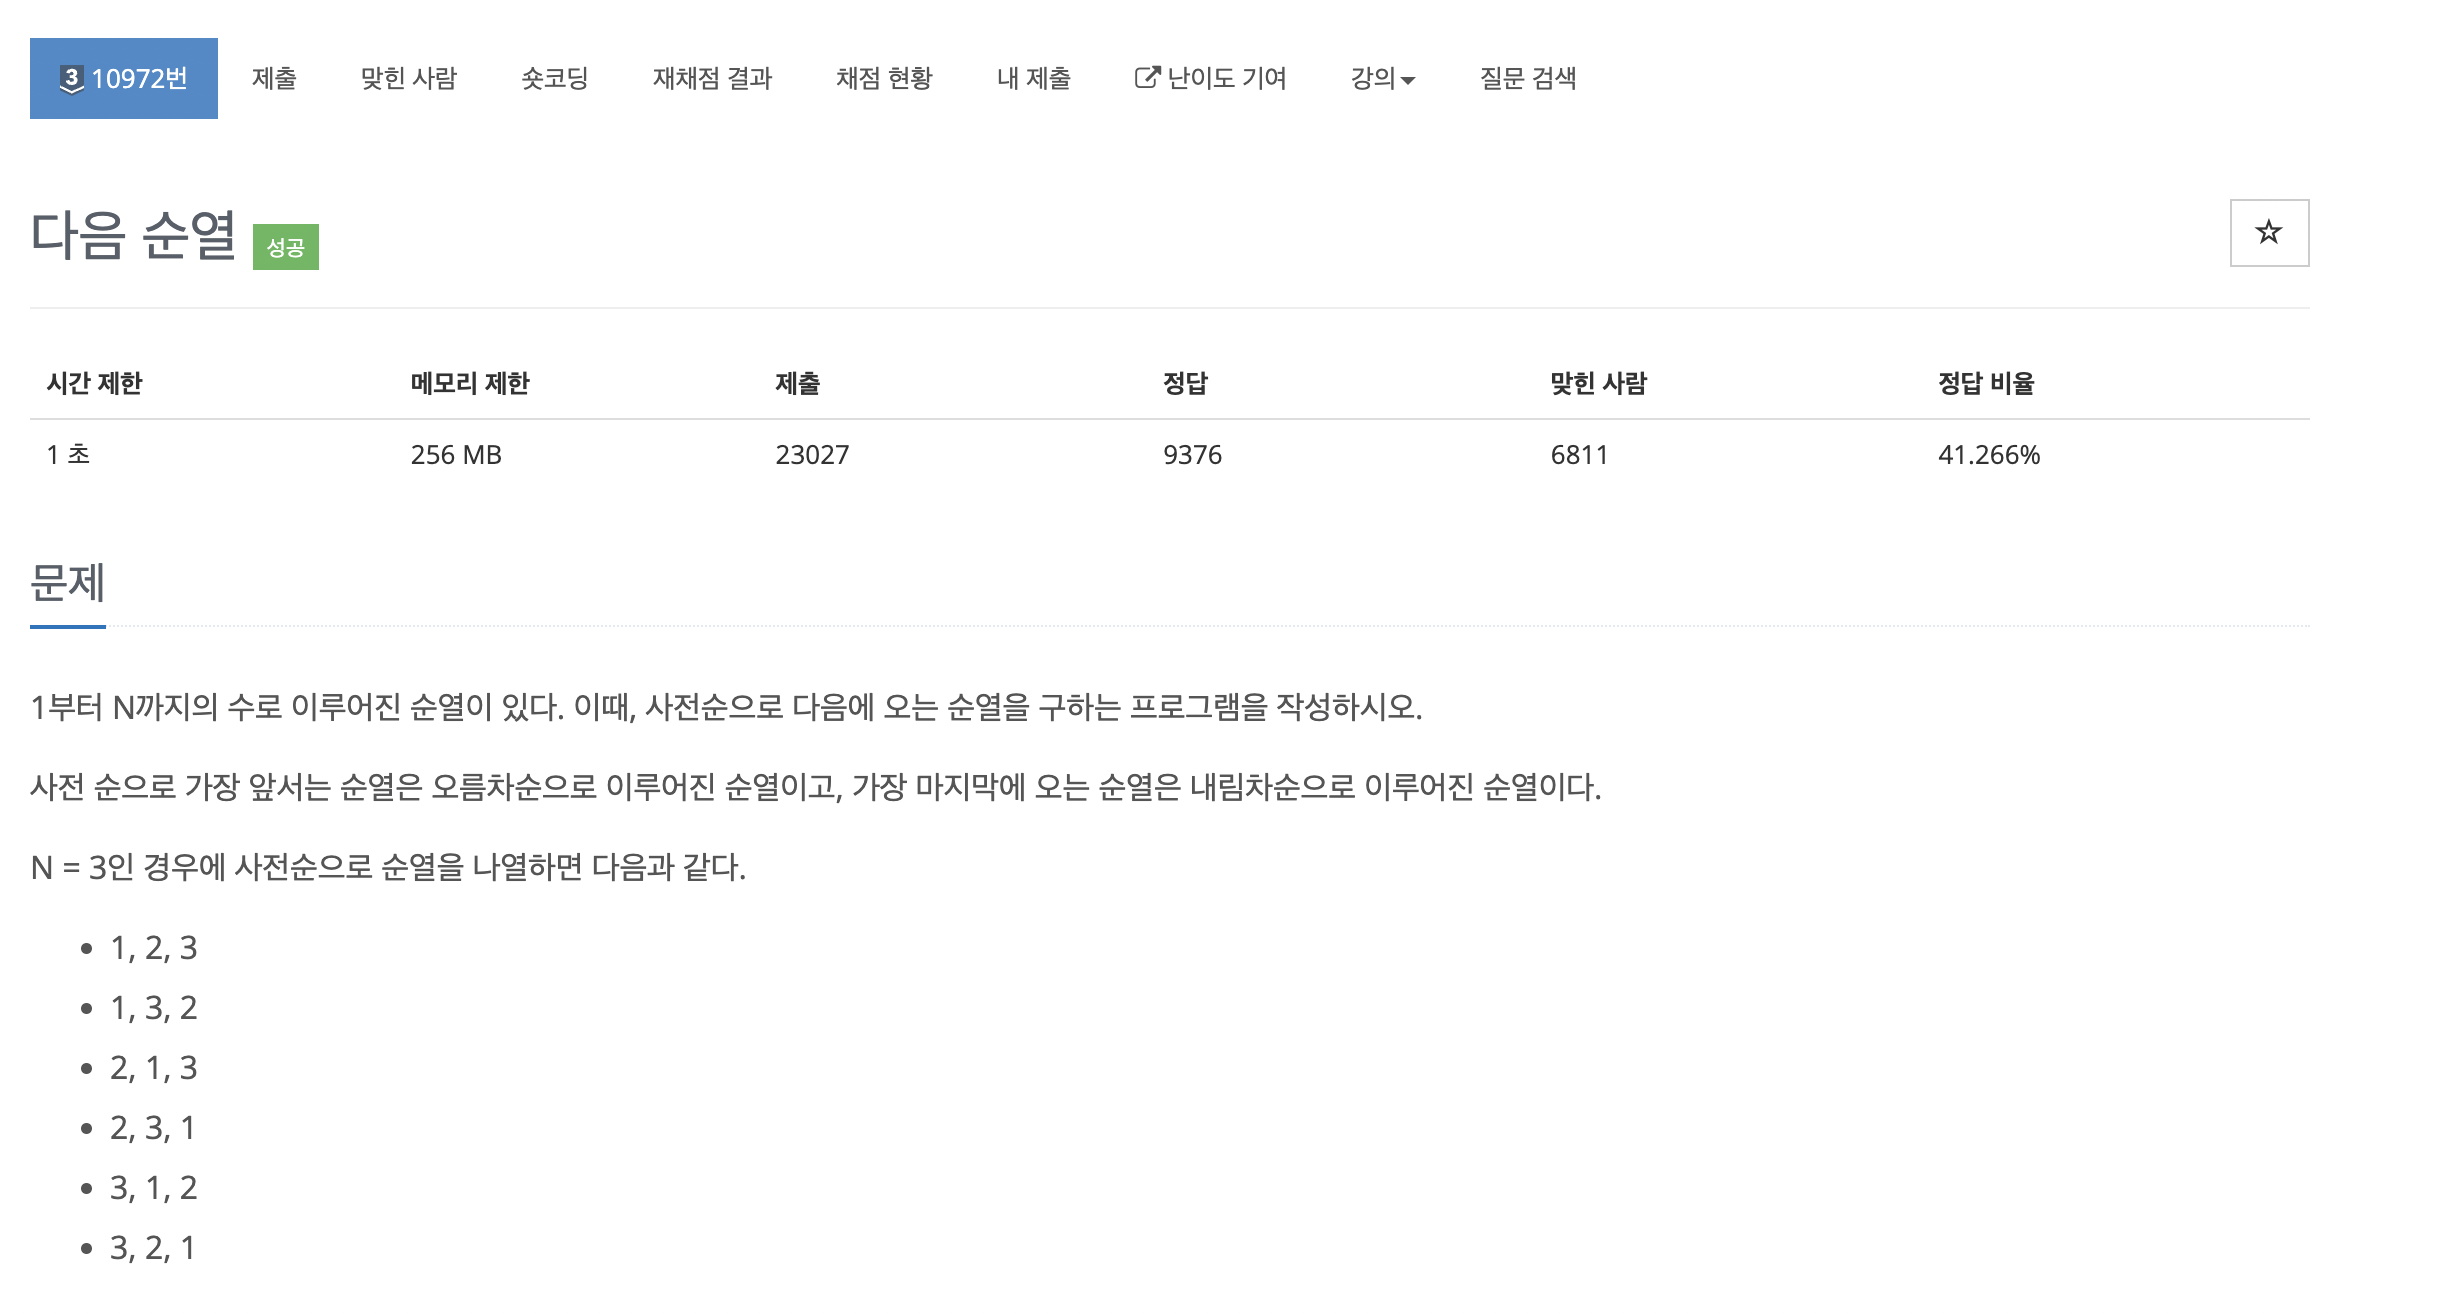 3 10972번 제출 맞힌 사람 숏코딩 재채점 결과 채점 현황 내 제출 난이도 기여 강의 질문 검색
다음 순열 성공
시간 제한 메모리 제한 제출 정답 맞힌 사람 정답 비율
1 초 256 MB 23027 9376 6811 41.266%
문제
1부터 N까지의 수로 이루어진 순열이 있다. 이때, 사전순으로 다음에 오는 순열을 구하는 프로그램을 작성하시오.
사전 순으로 가장 앞서는 순열은 오름차순으로 이루어진 순열이고, 가장 마지막에 오는 순열은 내림차순으로 이루어진 순열이다.
N = 3인 경우에 사전순으로 순열을 나열하면 다음과 같다.
• 1, 2, 3
• 1, 3, 2
• 2, 1, 3
• 2, 3, 1
• 3, 1, 2
• 3, 2, 1